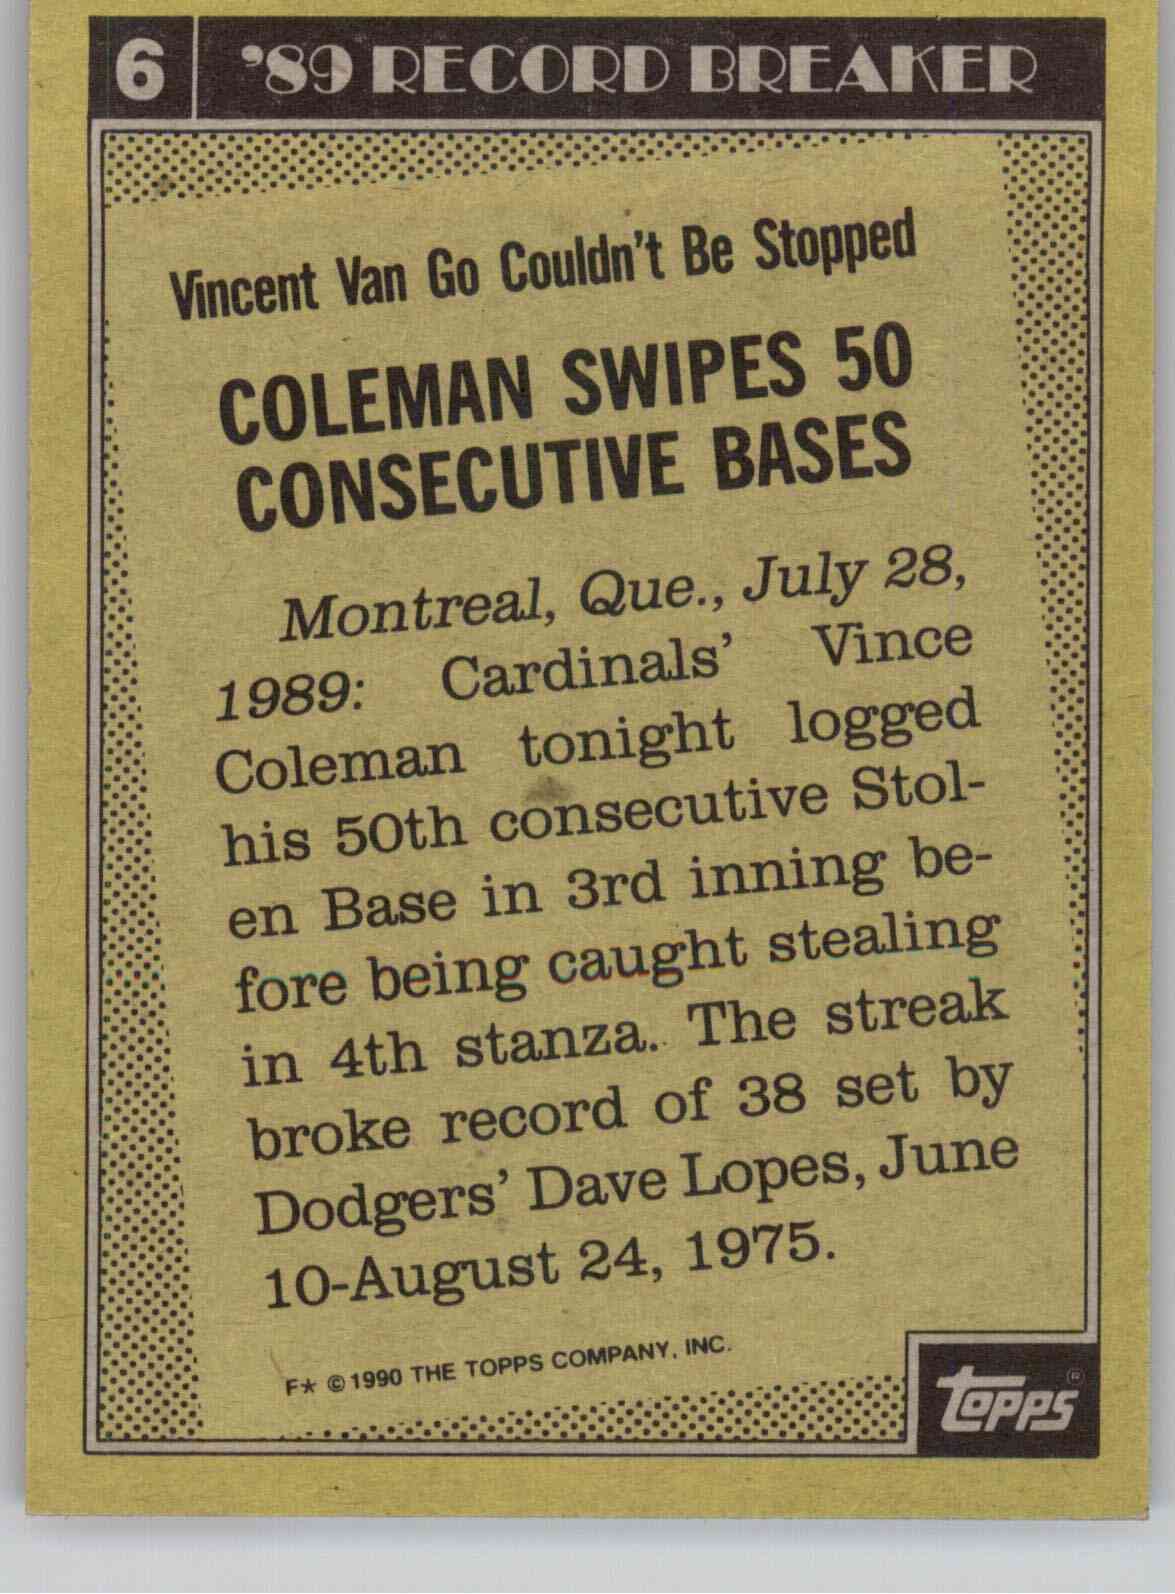 6 '89 RECORD BREAKER
Vincent Van Go Couldn't Be Stopped
COLEMAN SWIPES 50
CONSECUTIVE BASES
Montreal, Que., July 28,
1989: Cardinals' Vince
Coleman tonight logged
his 50th consecutive Stol-
en Base in 3rd inning be-
fore being caught stealing
in 4th stanza. The streak
broke record of 38 set by
Dodgers' Dave Lopes, June
10-August 24, 1975.
F★ © 1990 THE TOPPS COMPANY, INC.
topps®